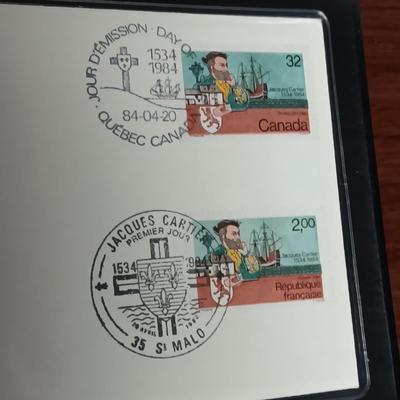 JOUR D'ÉMISSION · DAY O
1534
1984
84-04-20
QUÉBEC CANADA
32
Jacques Cartier
1534 1984
Canada
JACQUES CARTIER
PREMIER JOUR
1534 1984
AVRIL
35 St MALO
2,00
Jacques Cartier
1534 1984
République
française